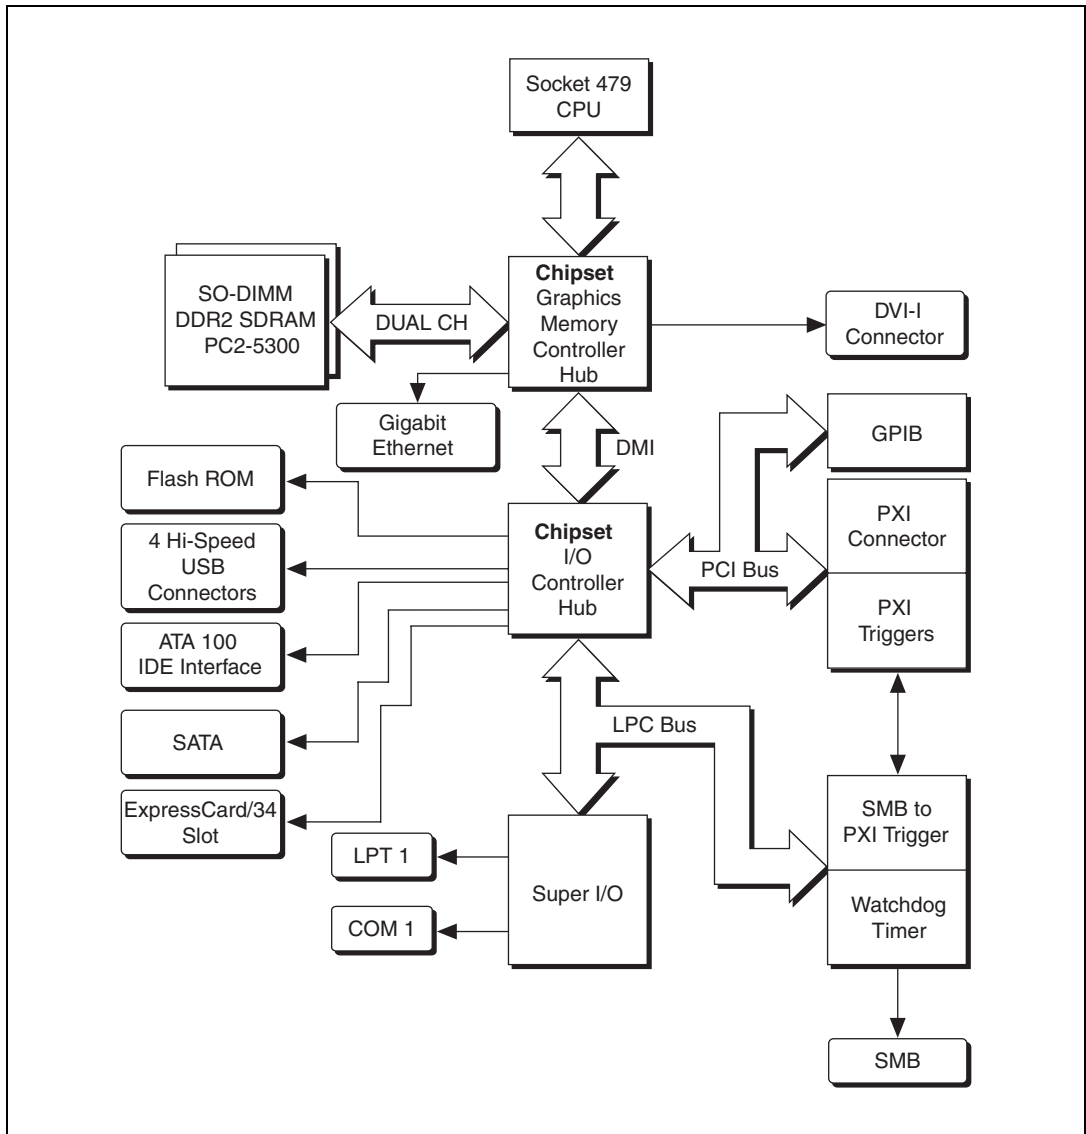 Socket 479
CPU
SO-DIMM
DDR2 SDRAM
PC2-5300
DUAL CH
Chipset
Graphics
Memory
Controller
Hub
DVI-I
Connector
Gigabit
Ethernet
DMI
GPIB
Flash ROM
4 Hi-Speed
USB
Connectors
ATA 100
IDE Interface
SATA
ExpressCard/34
Slot
Chipset
I/O
Controller
Hub
PCI Bus
PXI
Connector
PXI
Triggers
LPC Bus
LPT 1
COM 1
Super I/O
SMB to
PXI Trigger
Watchdog
Timer
SMB